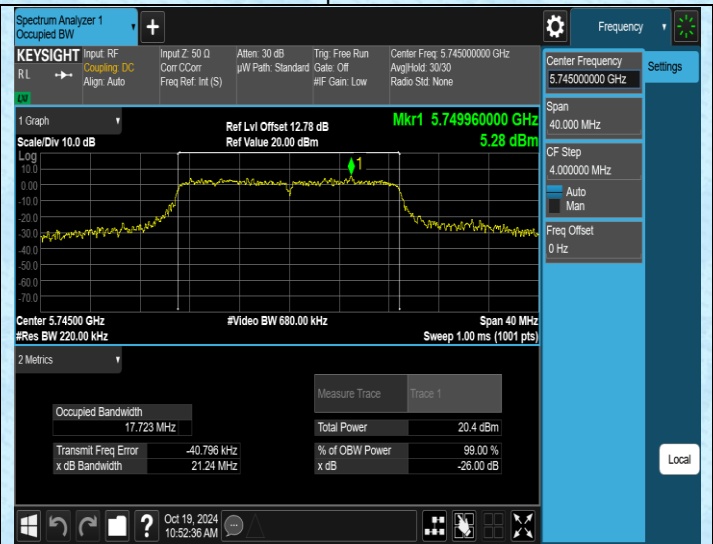 Spectrum Analyzer 1
Occupied BW
Frequency
KEYSIGHT
RL
Input: RF
Coupling: DC
Align: Auto
Input Z: 50 Ω
Corr CCorr
Freq Ref: Int (S)
Atten: 30 dB
µW Path: Standard
Trig: Free Run
Gate: Off
#IF Gain: Low
Center Freq: 5.745000000 GHz
Avg|Hold: 30/30
Radio Std: None
LXI
Center Frequency
5.745000000 GHz
Settings
Span
40.000 MHz
CF Step
4.000000 MHz
Auto
Man
Freq Offset
0 Hz
1 Graph
Scale/Div 10.0 dB
Ref Lvl Offset 12.78 dB
Ref Value 20.00 dBm
Mkr1 5.749960000 GHz
5.28 dBm
Log
10.0
0.00
-10.0
-20.0
-30.0
-40.0
-50.0
-60.0
-70.0
1
Center 5.74500 GHz
#Res BW 220.00 kHz
#Video BW 680.00 kHz
Span 40 MHz
Sweep 1.00 ms (1001 pts)
2 Metrics
Measure Trace
Trace 1
Occupied Bandwidth
17.723 MHz
Total Power
20.4 dBm
Transmit Freq Error
-40.796 kHz
% of OBW Power
99.00 %
x dB Bandwidth
21.24 MHz
x dB
-26.00 dB
Local
?
Oct 19, 2024
10:52:36 AM